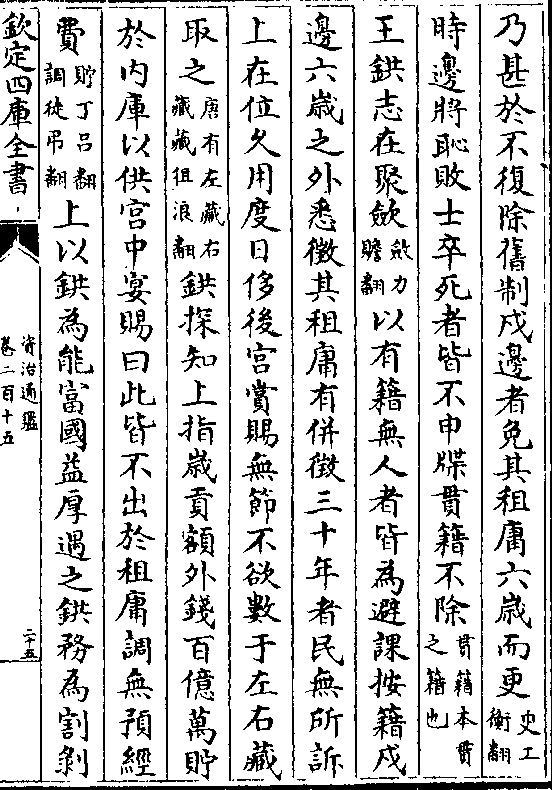 乃甚於不復除舊制戍邊者免其租庸六歲而更史工衡翻
時邊將恥敗士卒死者皆不申牒貫籍不除貫籍本貫之籍也
王鉷志在聚斂斂力贍翻以有籍無人者皆為避課按籍戍
邊六歲之外悉徵其租庸有併徵三十年者民無所訴
上在位久用度日侈後宮賞賜無節不欲數于左右藏
取之唐有左藏右藏藏徂浪翻鉷探知上指歲貢額外錢百億萬貯
於內庫以供宮中宴賜曰此皆不出於租庸調無預經
費貯丁呂翻調徒弔翻上以鉷為能富國益厚遇之鉷務為割剝
欽定四庫全書
資治通鑑
卷二百十五
二十五